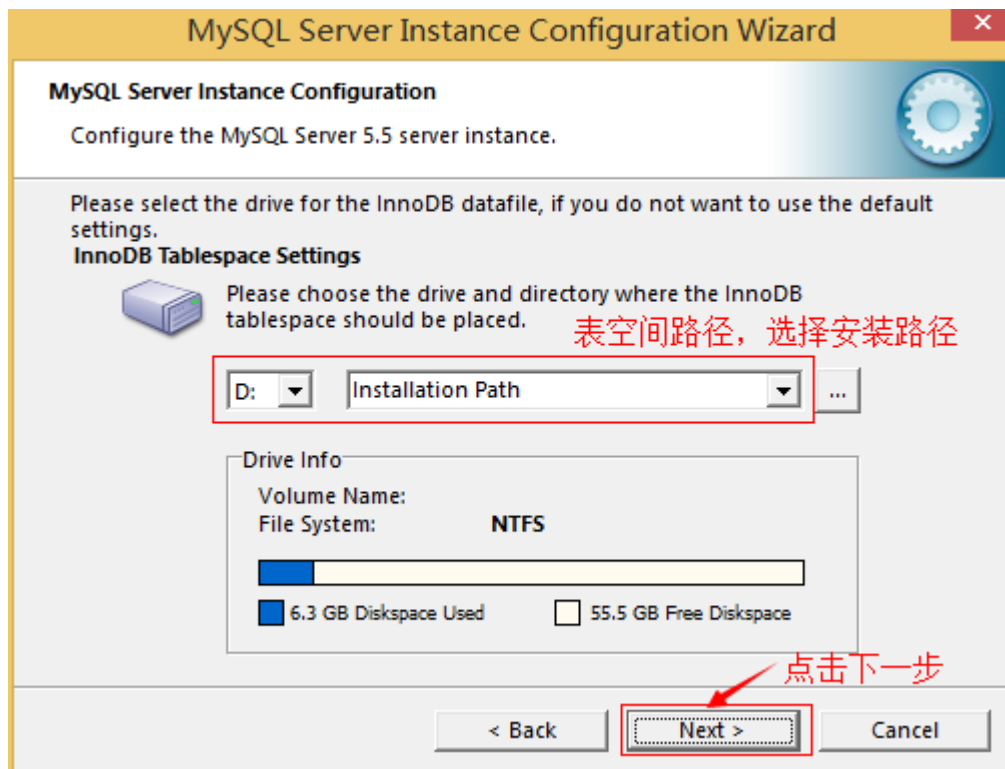 MySQL Server Instance Configuration Wizard
MySQL Server Instance Configuration
Configure the MySQL Server 5.5 server instance.
Please select the drive for the InnoDB datafile, if you do not want to use the default
settings.
InnoDB Tablespace Settings
Please choose the drive and directory where the InnoDB
tablespace should be placed.
表空间路径，选择安装路径
D:
Installation Path
...
Drive Info
Volume Name:
File System: NTFS
6.3 GB Diskspace Used
55.5 GB Free Diskspace
点击下一步
< Back
Next >
Cancel